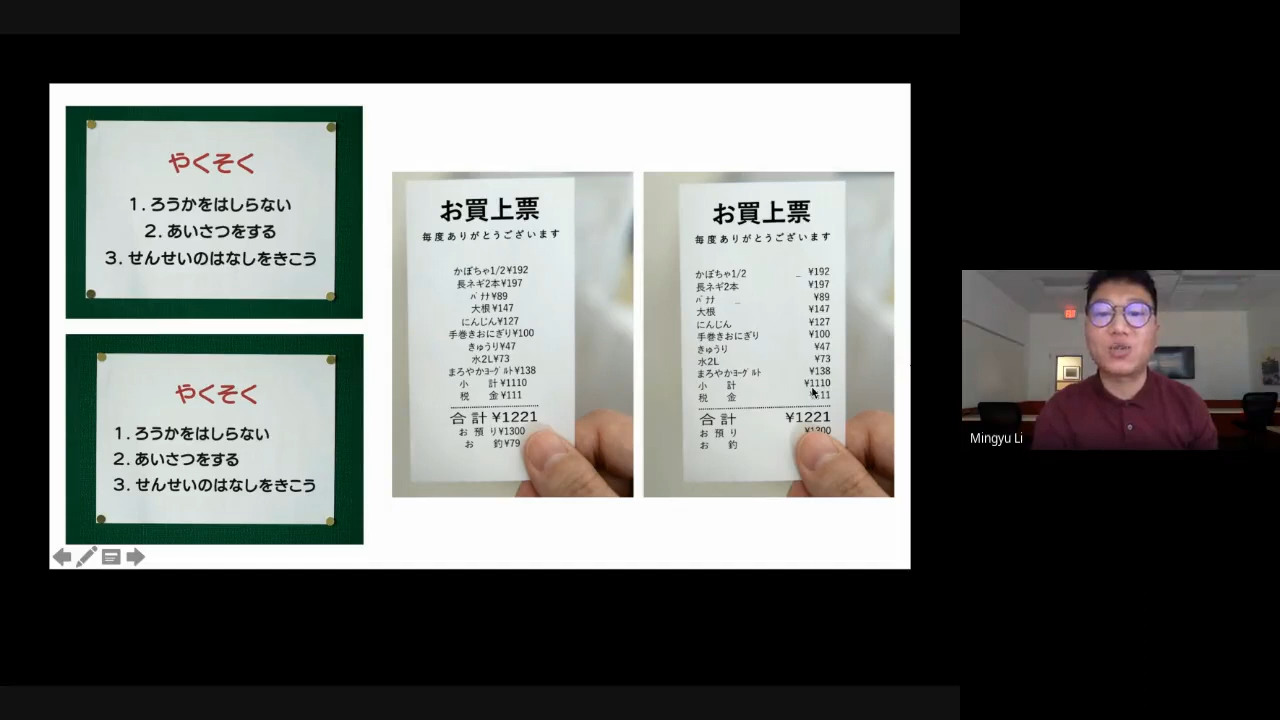 やくそく
1. ろうかをはしらない
2. あいさつをする
3. せんせいのはなしをきこう
やくそく
1. ろうかをはしらない
2. あいさつをする
3. せんせいのはなしをきこう
お買上票
毎度ありがとうございます
かぼちゃ1/2¥192
長ネギ2本¥197
ﾊﾞﾅﾅ¥89
大根¥147
にんじん¥127
手巻きおにぎり¥100
きゅうり¥47
水2L¥73
まろやかﾖｰｸﾞﾙﾄ¥138
小 計¥1110
税 金¥111
合計¥1221
お預り¥1300
お 釣¥79
お買上票
毎度ありがとうございます
かぼちゃ1/2 ¥192
長ネギ2本 ¥197
ﾊﾞﾅﾅ ¥89
大根 ¥147
にんじん ¥127
手巻きおにぎり ¥100
きゅうり ¥47
水2L ¥73
まろやかﾖｰｸﾞﾙﾄ ¥138
小 計 ¥1110
税 金
合計 ¥1221
お預り ¥1300
お 釣
Mingyu Li